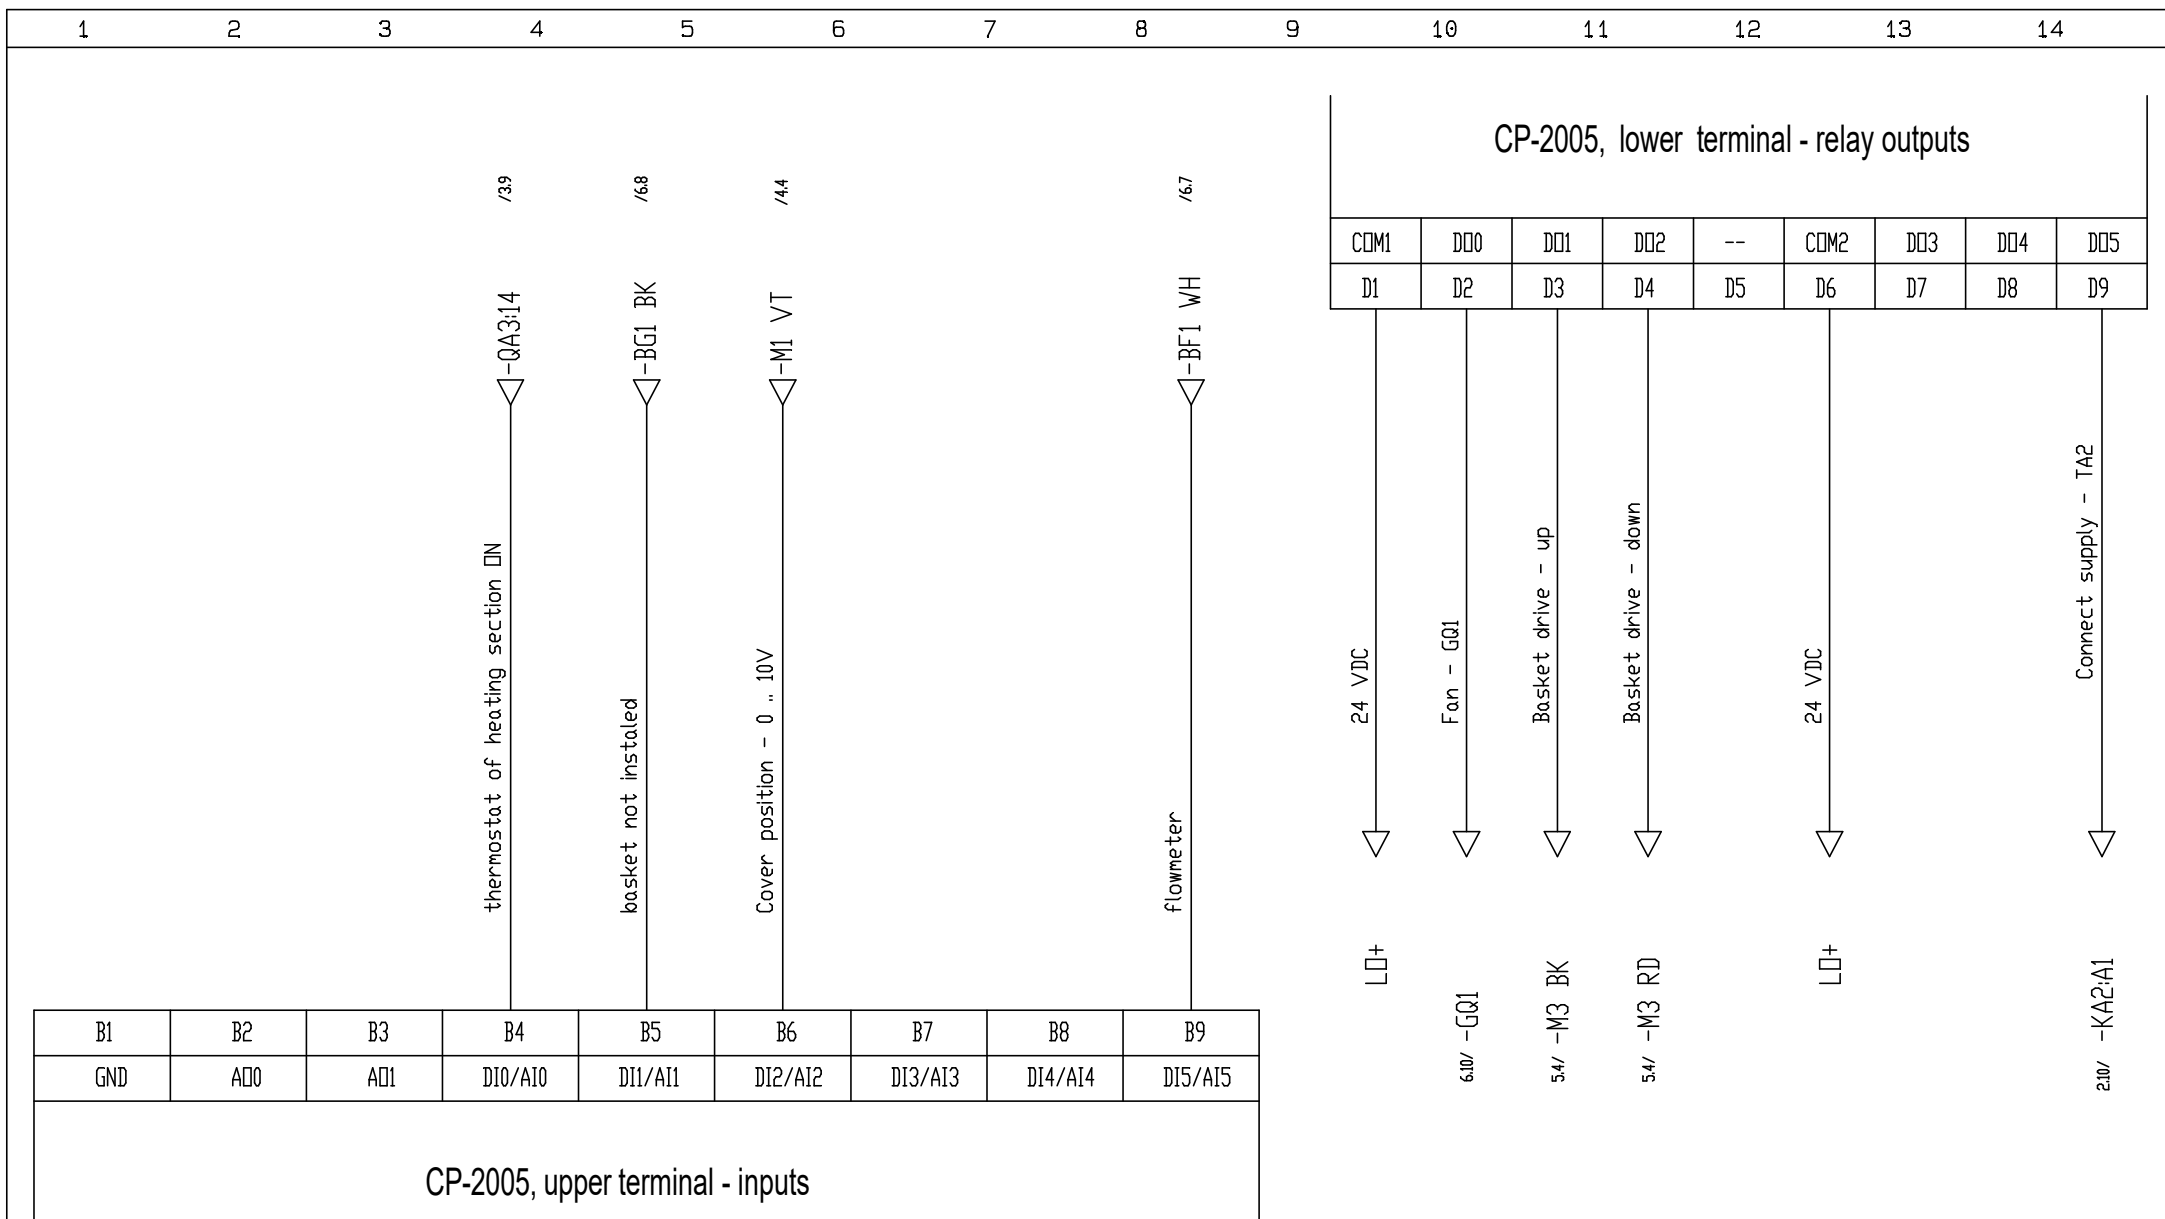 1 2 3 4 5 6 7 8 9 10 11 12 13 14
CP-2005, lower terminal - relay outputs
COM1 DO0 DO1 DO2 -- COM2 DO3 DO4 DO5
D1 D2 D3 D4 D5 D6 D7 D8 D9
/3.9
/6.8
/4.4
/6.7
-QA3:14
-BG1 BK
-M1 VT
-BF1 WH
thermostat of heating section ON
basket not instaled
Cover position - 0 .. 10V
flowmeter
24 VDC
Fan - GQ1
Basket drive - up
Basket drive - down
24 VDC
Connect supply - TA2
L0+
6.10/ -GQ1
5.4/ -M3 BK
5.4/ -M3 RD
L0+
2.10/ -KA2:A1
B1 B2 B3 B4 B5 B6 B7 B8 B9
GND AO0 AO1 DI0/AI0 DI1/AI1 DI2/AI2 DI3/AI3 DI4/AI4 DI5/AI5
CP-2005, upper terminal - inputs